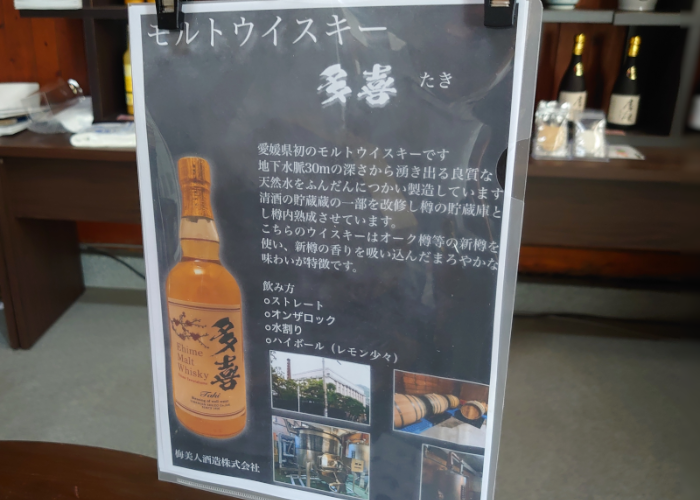 モルトウイスキー
多喜 たき
愛媛県初のモルトウイスキーです
地下水脈30mの深さから湧き出る良質な
天然水をふんだんにつかい製造しています
清酒の貯蔵蔵の一部を改修し樽の貯蔵庫と
し樽内熟成させています。
こちらのウイスキーはオーク樽等の新樽を
使い、新樽の香りを吸い込んだまろやかな
味わいが特徴です。
飲み方
○ストレート
○オンザロック
○水割り
○ハイボール（レモン少々）
多喜
Ehime
Malt
Whisky
Taki
梅美人酒造株式会社